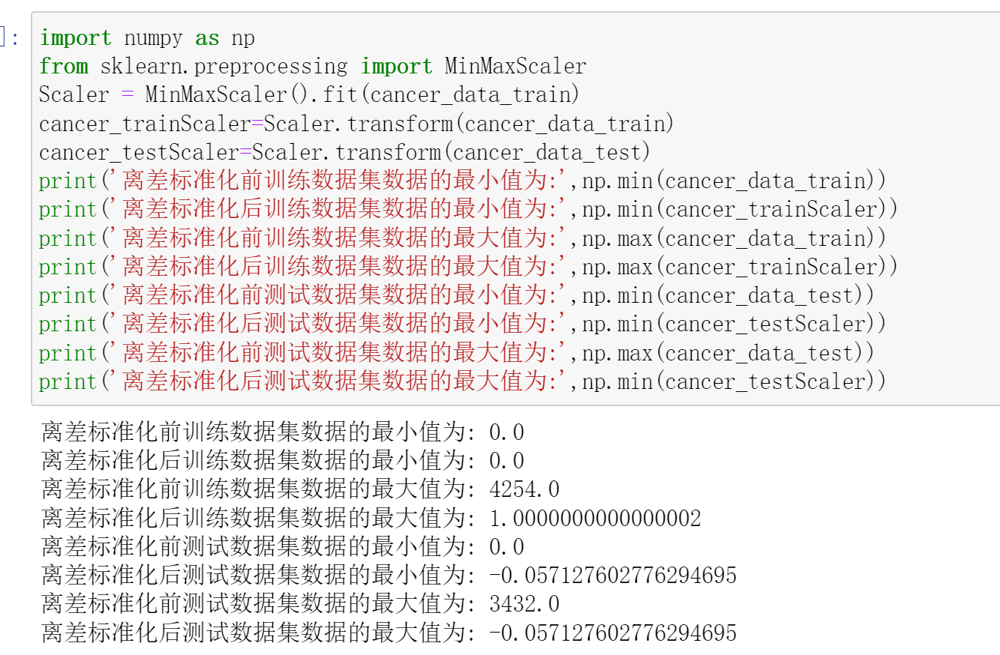 ]:
import numpy as np
from sklearn.preprocessing import MinMaxScaler
Scaler = MinMaxScaler().fit(cancer_data_train)
cancer_trainScaler=Scaler.transform(cancer_data_train)
cancer_testScaler=Scaler.transform(cancer_data_test)
print('离差标准化前训练数据集数据的最小值为:',np.min(cancer_data_train))
print('离差标准化后训练数据集数据的最小值为:',np.min(cancer_trainScaler))
print('离差标准化前训练数据集数据的最大值为:',np.max(cancer_data_train))
print('离差标准化后训练数据集数据的最大值为:',np.max(cancer_trainScaler))
print('离差标准化前测试数据集数据的最小值为:',np.min(cancer_data_test))
print('离差标准化后测试数据集数据的最小值为:',np.min(cancer_testScaler))
print('离差标准化前测试数据集数据的最大值为:',np.max(cancer_data_test))
print('离差标准化后测试数据集数据的最大值为:',np.min(cancer_testScaler))
离差标准化前训练数据集数据的最小值为: 0.0
离差标准化后训练数据集数据的最小值为: 0.0
离差标准化前训练数据集数据的最大值为: 4254.0
离差标准化后训练数据集数据的最大值为: 1.0000000000000002
离差标准化前测试数据集数据的最小值为: 0.0
离差标准化后测试数据集数据的最小值为: -0.057127602776294695
离差标准化前测试数据集数据的最大值为: 3432.0
离差标准化后测试数据集数据的最大值为: -0.057127602776294695